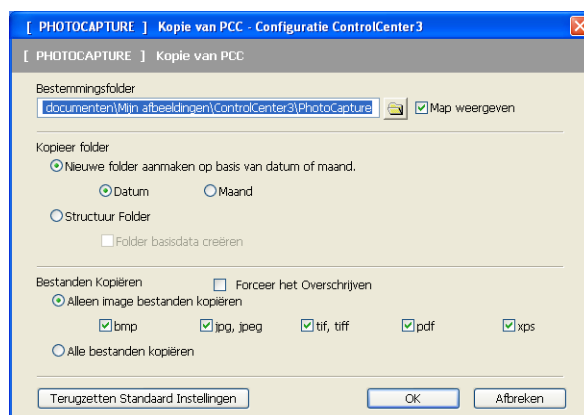 [ PHOTOCAPTURE ] Kopie van PCC - Configuratie ControlCenter3
[ PHOTOCAPTURE ] Kopie van PCC
Bestemmingsfolder
documenten\Mijn afbeeldingen\ControlCenter3\PhotoCapture
Map weergeven
Kopieer folder
Nieuwe folder aanmaken op basis van datum of maand.
Datum Maand
Structuur Folder
Folder basisdata creëren
Bestanden Kopiëren Forceer het Overschrijven
Alleen image bestanden kopiëren
bmp jpg, jpeg tif, tiff pdf xps
Alle bestanden kopiëren
Terugzetten Standaard Instellingen OK Afbreken